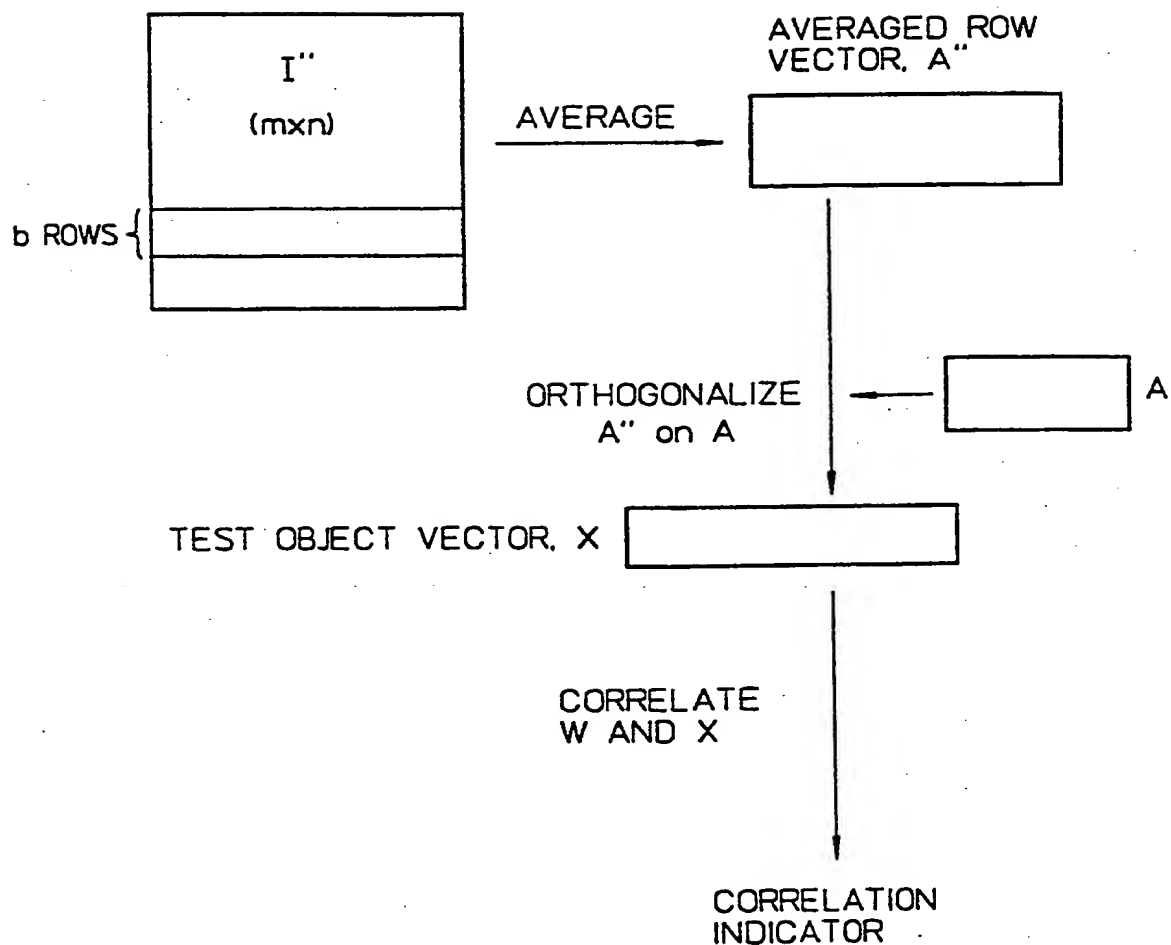 I''
(mxn)
b ROWS
AVERAGE
AVERAGED ROW
VECTOR, A''
ORTHOGONALIZE
A'' on A
A
TEST OBJECT VECTOR, X
CORRELATE
W AND X
CORRELATION
INDICATOR